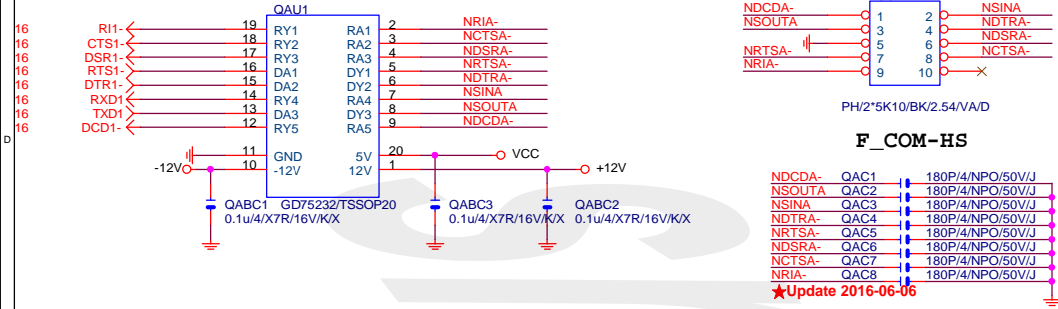 QAU1
16 RI1- 19 RY1 RA1 2 NRIA-
16 CTS1- 18 RY2 RA2 3 NCTSA-
16 DSR1- 17 RY3 RA3 4 NDSRA-
16 RTS1- 16 DA1 DY1 5 NRTSA-
16 DTR1- 15 DA2 DY2 6 NDTRA-
16 RXD1 14 RY4 RA4 7 NSINA
16 TXD1 13 DA3 DY3 8 NSOUTA
16 DCD1- 12 RY5 RA5 9 NDCDA-
D
11 GND 5V 20 VCC
-12V 10 -12V 12V 1 +12V
GD75232/TSSOP20
QABC1
0.1u/4/X7R/16V/K/X
QABC3
0.1u/4/X7R/16V/K/X
QABC2
0.1u/4/X7R/16V/K/X
NDCDA- 1 2 NSINA
NSOUTA 3 4 NDTRA-
5 6 NDSRA-
NRTSA- 7 8 NCTSA-
NRIA- 9 10
PH/2*5K10/BK/2.54/VA/D
F_COM-HS
NDCDA- QAC1 180P/4/NPO/50V/J
NSOUTA QAC2 180P/4/NPO/50V/J
NSINA QAC3 180P/4/NPO/50V/J
NDTRA- QAC4 180P/4/NPO/50V/J
NRTSA- QAC5 180P/4/NPO/50V/J
NDSRA- QAC6 180P/4/NPO/50V/J
NCTSA- QAC7 180P/4/NPO/50V/J
NRIA- QAC8 180P/4/NPO/50V/J
★Update 2016-06-06